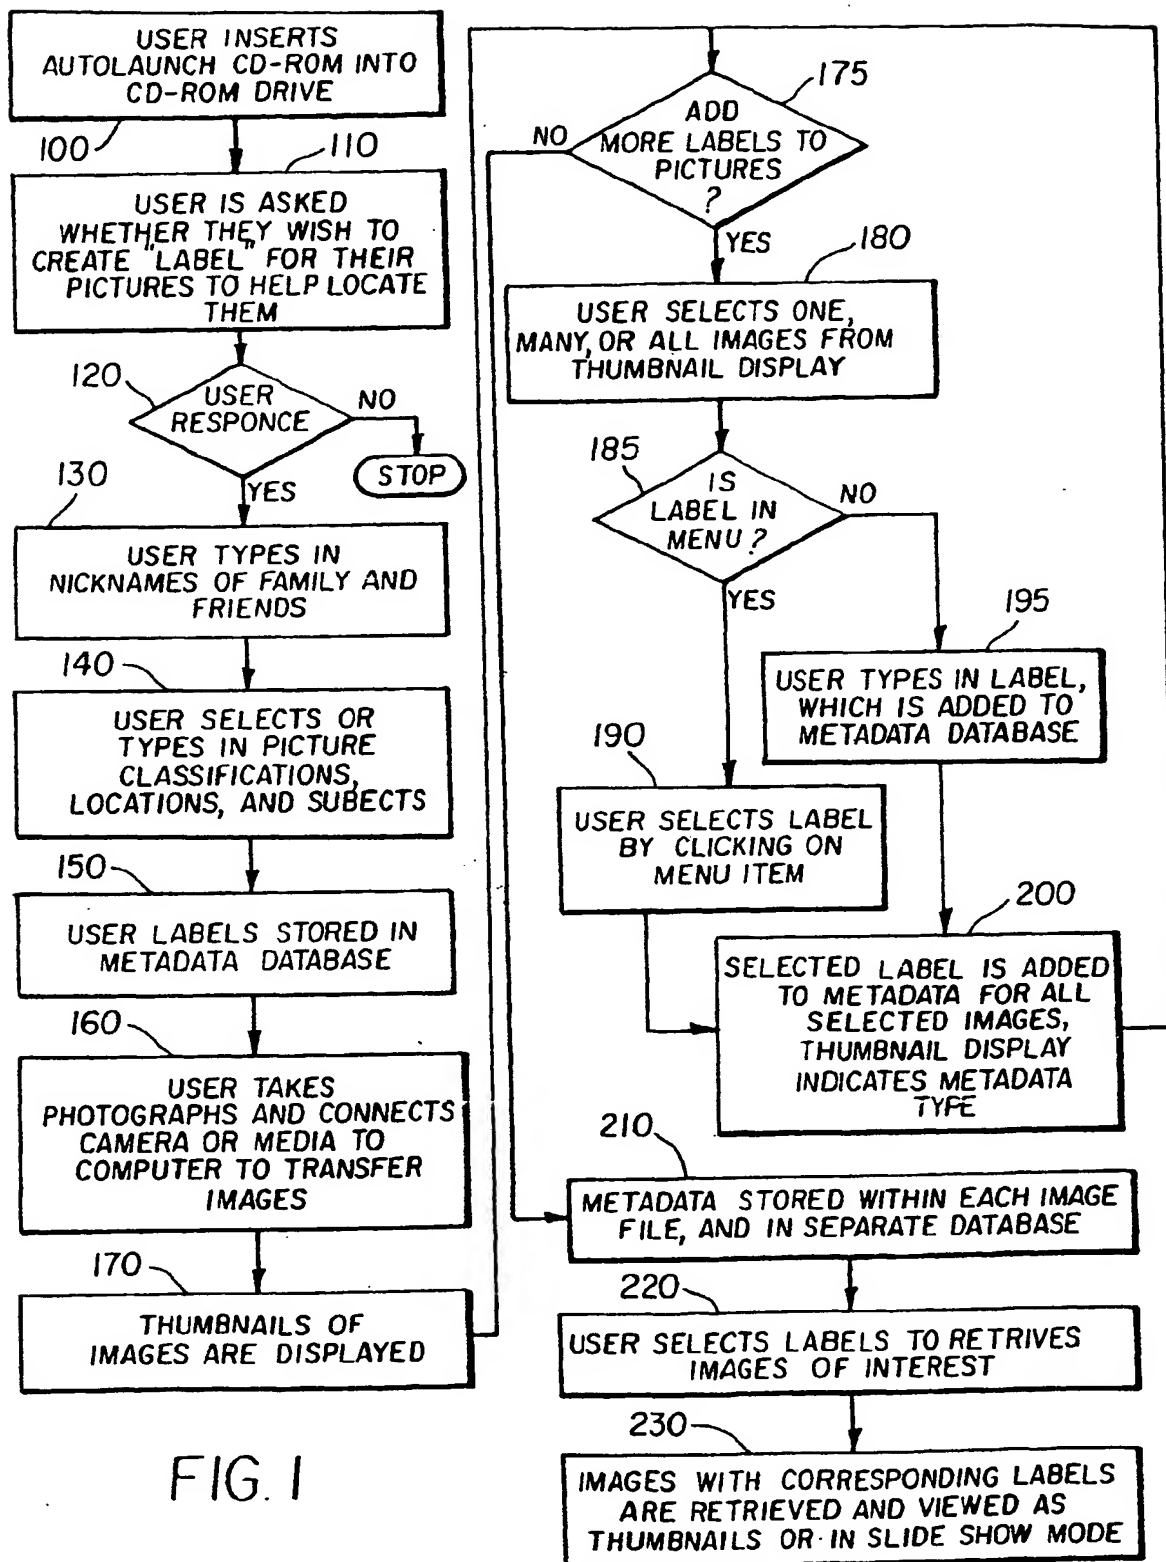 USER INSERTS
AUTOLAUNCH CD-ROM INTO
CD-ROM DRIVE
100
110
USER IS ASKED
WHETHER THEY WISH TO
CREATE "LABEL" FOR THEIR
PICTURES TO HELP LOCATE
THEM
120
USER
RESPONCE
NO
STOP
YES
130
USER TYPES IN
NICKNAMES OF FAMILY AND
FRIENDS
140
USER SELECTS OR
TYPES IN PICTURE
CLASSIFICATIONS,
LOCATIONS, AND SUBECTS
150
USER LABELS STORED IN
METADATA DATABASE
160
USER TAKES
PHOTOGRAPHS AND CONNECTS
CAMERA OR MEDIA TO
COMPUTER TO TRANSFER
IMAGES
170
THUMBNAILS OF
IMAGES ARE DISPLAYED
175
ADD
MORE LABELS TO
PICTURES
?
NO
YES
180
USER SELECTS ONE,
MANY, OR ALL IMAGES FROM
THUMBNAIL DISPLAY
185
IS
LABEL IN
MENU?
NO
YES
195
USER TYPES IN LABEL,
WHICH IS ADDED TO
METADATA DATABASE
190
USER SELECTS LABEL
BY CLICKING ON
MENU ITEM
200
SELECTED LABEL IS ADDED
TO METADATA FOR ALL
SELECTED IMAGES,
THUMBNAIL DISPLAY
INDICATES METADATA
TYPE
210
METADATA STORED WITHIN EACH IMAGE
FILE, AND IN SEPARATE DATABASE
220
USER SELECTS LABELS TO RETRIVES
IMAGES OF INTEREST
230
IMAGES WITH CORRESPONDING LABELS
ARE RETRIEVED AND VIEWED AS
THUMBNAILS OR IN SLIDE SHOW MODE
FIG. 1